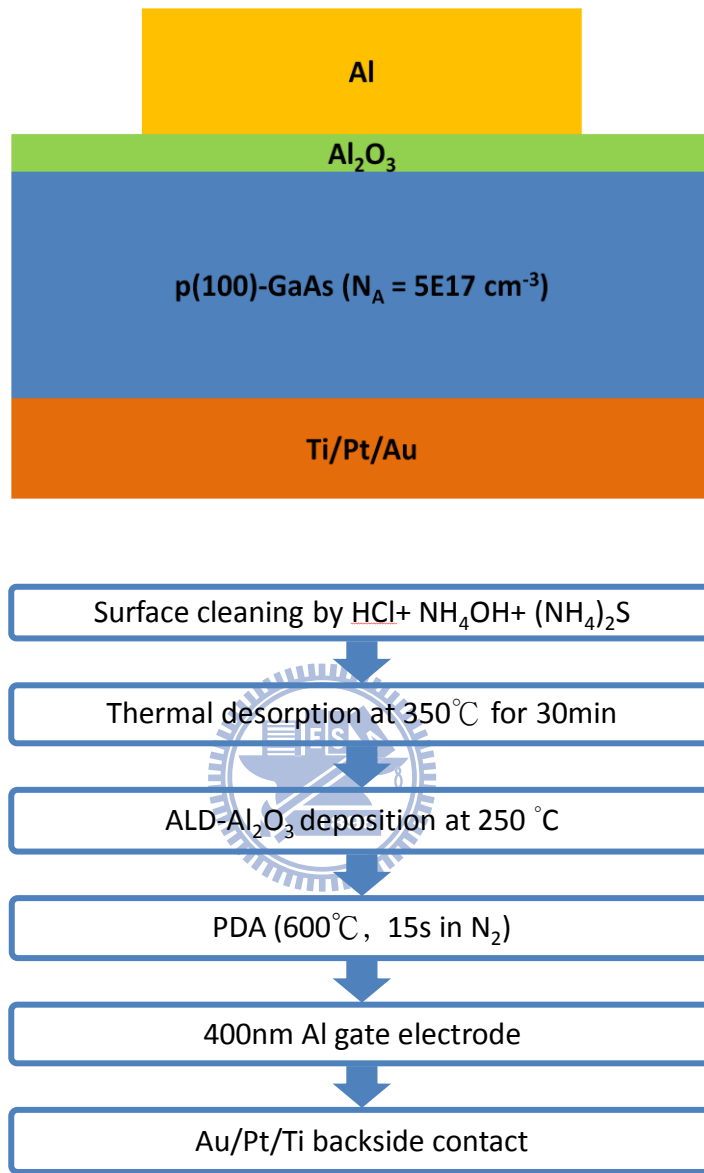 Al
Al₂O₃
p(100)-GaAs (N_A = 5E17 cm⁻³)
Ti/Pt/Au
Surface cleaning by HCl+ NH₄OH+ (NH₄)₂S
Thermal desorption at 350℃ for 30min
ALD-Al₂O₃ deposition at 250 °C
PDA (600℃, 15s in N₂)
400nm Al gate electrode
Au/Pt/Ti backside contact